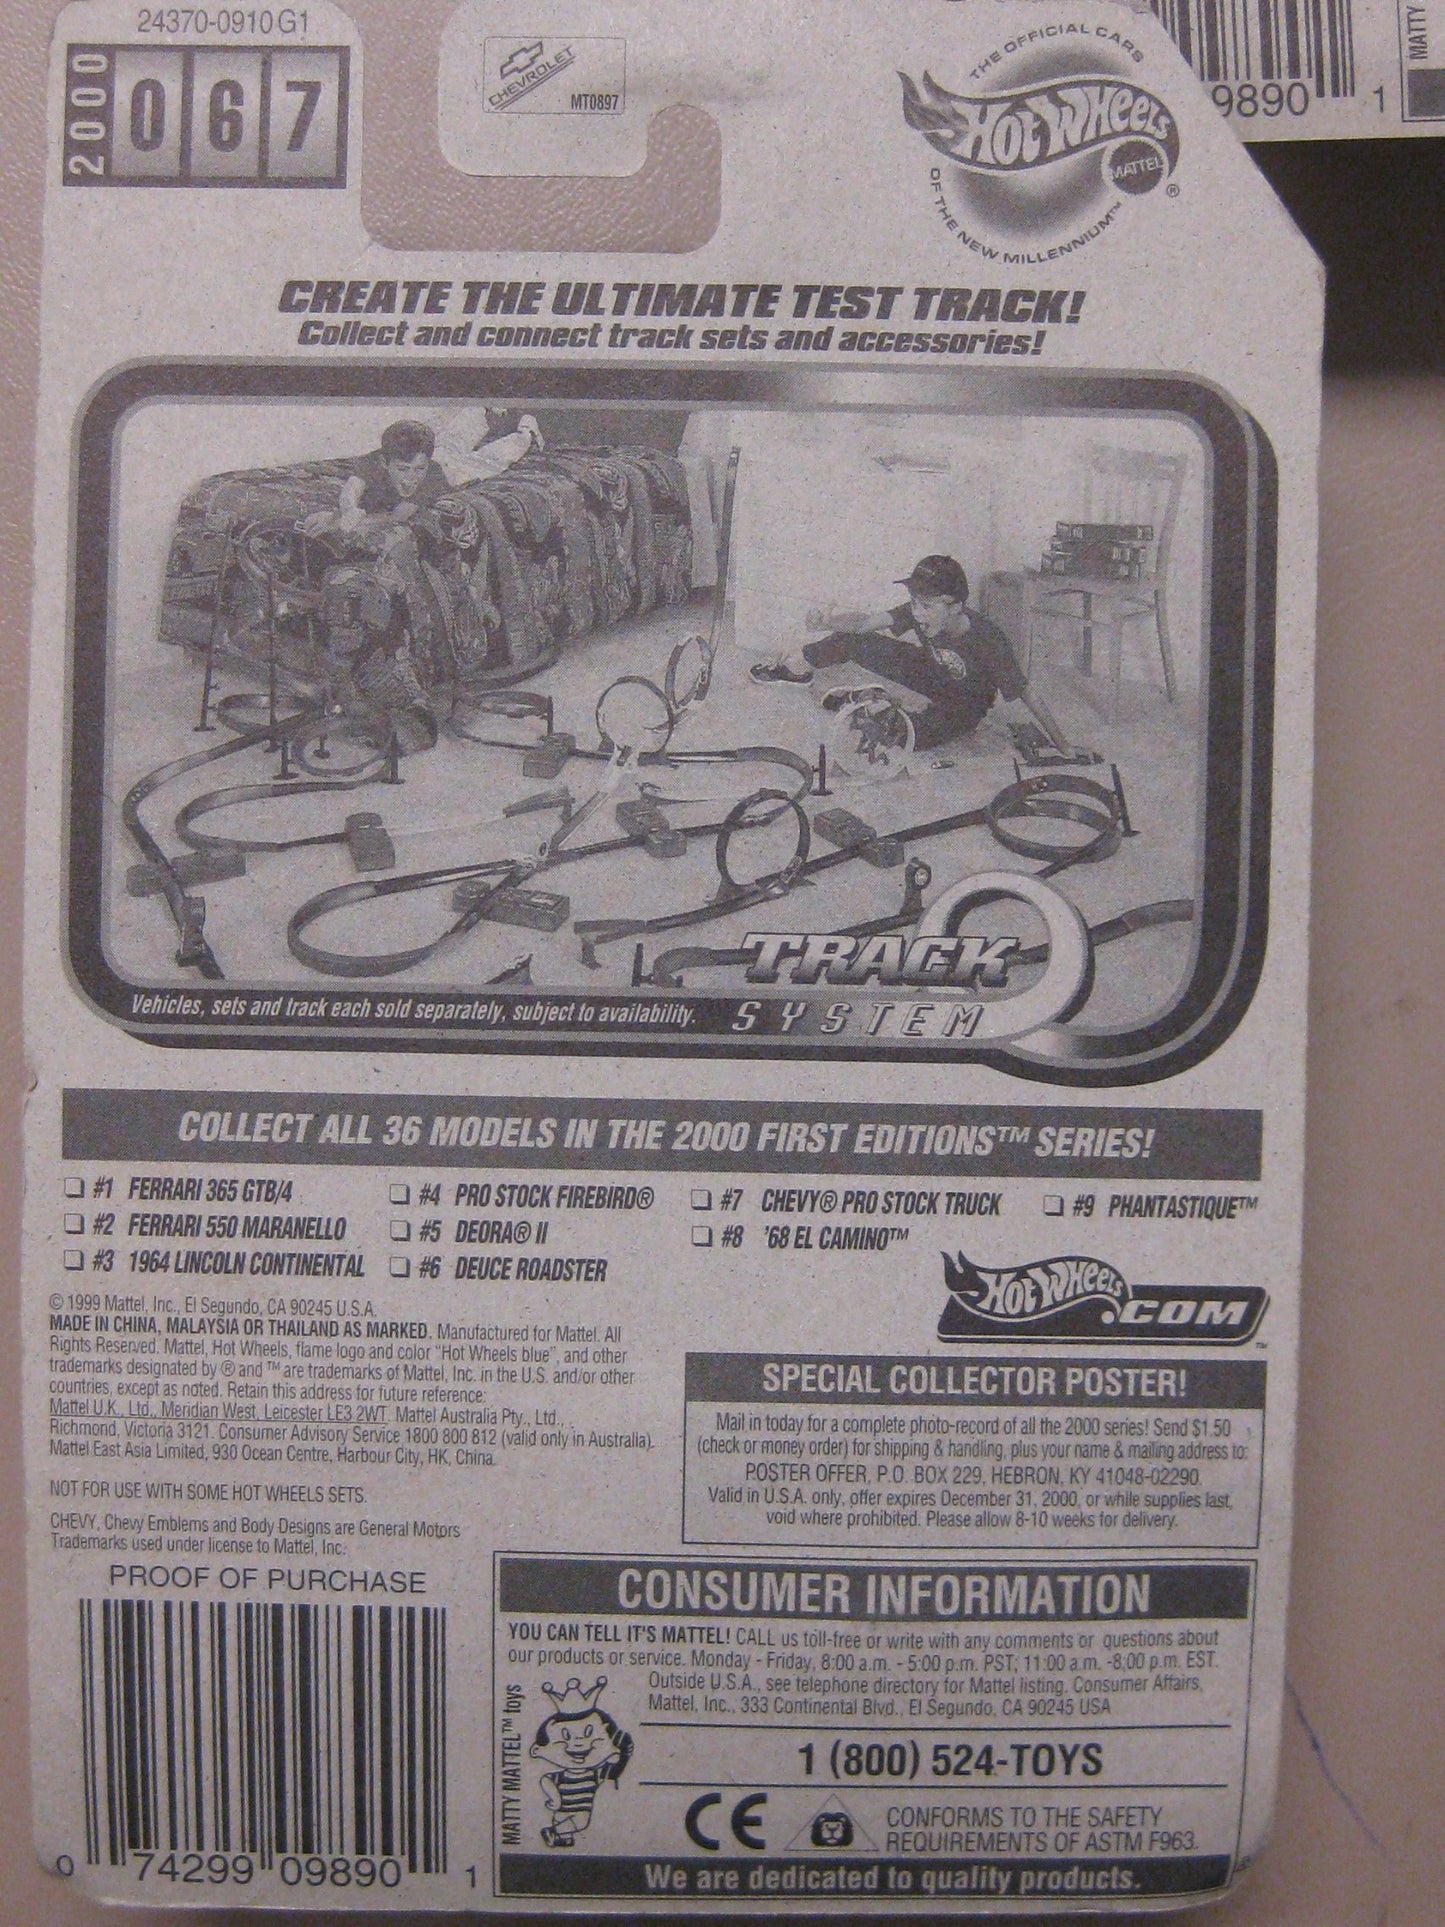 24370-0910G1
2000
067
CHEVROLET
MT0897
THE OFFICIAL CARS
HOT WHEELS
MATTEL
®
OF THE NEW MILLENNIUM™
9890 1
MATTY
CREATE THE ULTIMATE TEST TRACK!
Collect and connect track sets and accessories!
TRACK
SYSTEM
Vehicles, sets and track each sold separately, subject to availability.
COLLECT ALL 36 MODELS IN THE 2000 FIRST EDITIONS™ SERIES!
#1 FERRARI 365 GTB/4
#2 FERRARI 550 MARANELLO
#3 1964 LINCOLN CONTINENTAL
#4 PRO STOCK FIREBIRD®
#5 DEORA® II
#6 DEUCE ROADSTER
#7 CHEVY® PRO STOCK TRUCK
#8 '68 EL CAMINO™
#9 PHANTASTIQUE™
HOT WHEELS
.COM
™
© 1999 Mattel, Inc., El Segundo, CA 90245 U.S.A.
MADE IN CHINA, MALAYSIA OR THAILAND AS MARKED. Manufactured for Mattel. All
Rights Reserved. Mattel, Hot Wheels, flame logo and color "Hot Wheels blue", and other
trademarks designated by ® and ™ are trademarks of Mattel, Inc. in the U.S. and/or other
countries, except as noted. Retain this address for future reference:
Mattel U.K., Ltd., Meridian West, Leicester LE3 2WT. Mattel Australia Pty., Ltd.,
Richmond, Victoria 3121. Consumer Advisory Service 1800 800 812 (valid only in Australia).
Mattel East Asia Limited, 930 Ocean Centre, Harbour City, HK, China.
NOT FOR USE WITH SOME HOT WHEELS SETS.
CHEVY, Chevy Emblems and Body Designs are General Motors
Trademarks used under license to Mattel, Inc.
SPECIAL COLLECTOR POSTER!
Mail in today for a complete photo-record of all the 2000 series! Send $1.50
(check or money order) for shipping & handling, plus your name & mailing address to:
POSTER OFFER, P.O. BOX 229, HEBRON, KY 41048-02290.
Valid in U.S.A. only, offer expires December 31, 2000, or while supplies last,
void where prohibited. Please allow 8-10 weeks for delivery.
PROOF OF PURCHASE
0 74299 09890 1
CONSUMER INFORMATION
YOU CAN TELL IT'S MATTEL! CALL us toll-free or write with any comments or questions about
our products or service. Monday - Friday, 8:00 a.m. - 5:00 p.m. PST; 11:00 a.m. -8:00 p.m. EST.
Outside U.S.A., see telephone directory for Mattel listing. Consumer Affairs,
Mattel, Inc., 333 Continental Blvd., El Segundo, CA 90245 USA
MATTY MATTEL™ toys
1 (800) 524-TOYS
CE
CONFORMS TO THE SAFETY
REQUIREMENTS OF ASTM F963.
We are dedicated to quality products.